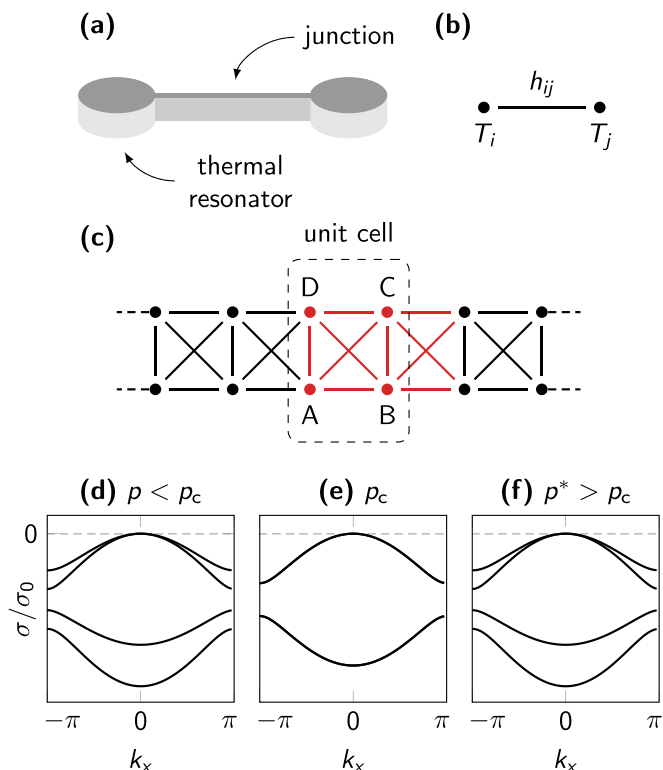 (a)
junction
thermal
resonator
(b)
h_ij
T_i T_j
(c)
unit cell
D C
A B
(d) p < p_c
(e) p_c
(f) p* > p_c
σ/σ_0
0
−π 0 π
−π 0 π
−π 0 π
k_x
k_x
k_x